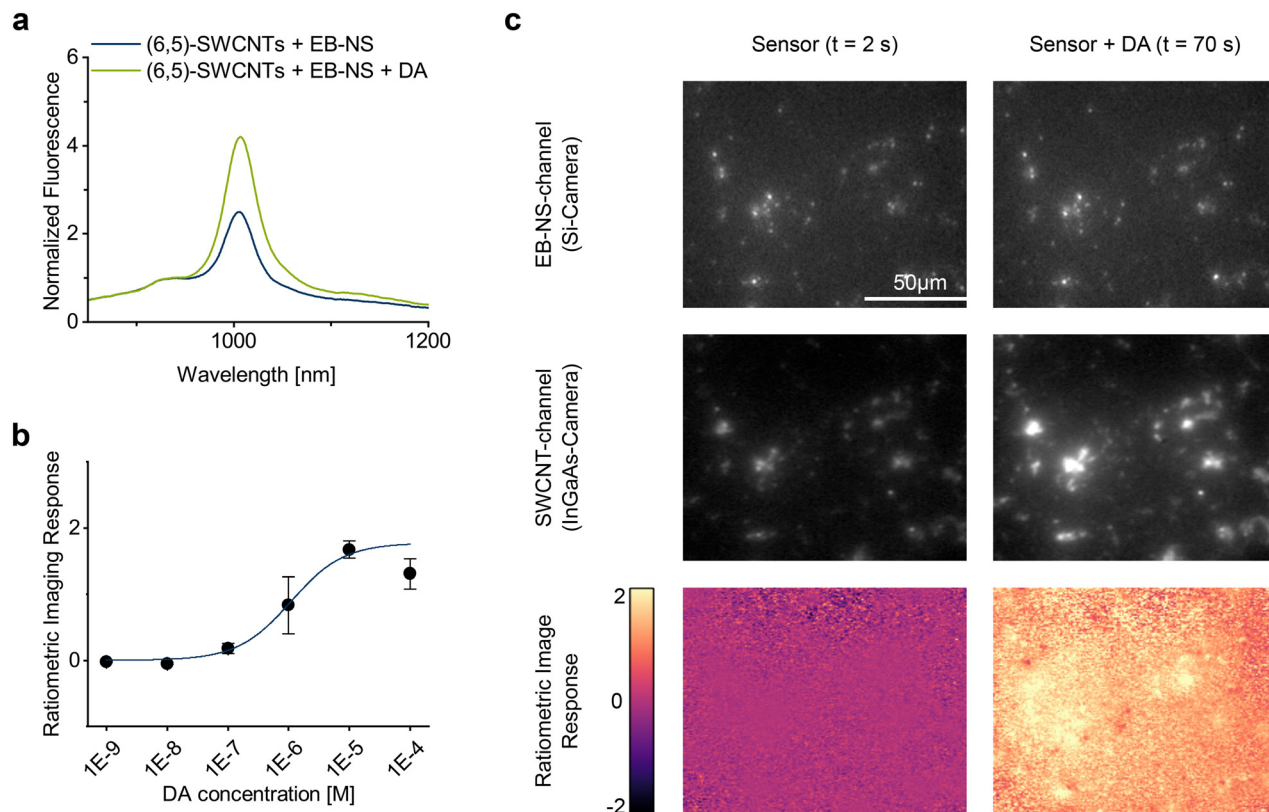 a
(6,5)-SWCNTs + EB-NS
(6,5)-SWCNTs + EB-NS + DA
6
4
2
0
Normalized Fluorescence
1000
1200
Wavelength [nm]
b
2
0
Ratiometric Imaging Response
1E-9
1E-8
1E-7
1E-6
1E-5
1E-4
DA concentration [M]
c
Sensor (t = 2 s)
Sensor + DA (t = 70 s)
EB-NS-channel
(Si-Camera)
50µm
SWCNT-channel
(InGaAs-Camera)
Ratiometric Image
Response
2
0
-2